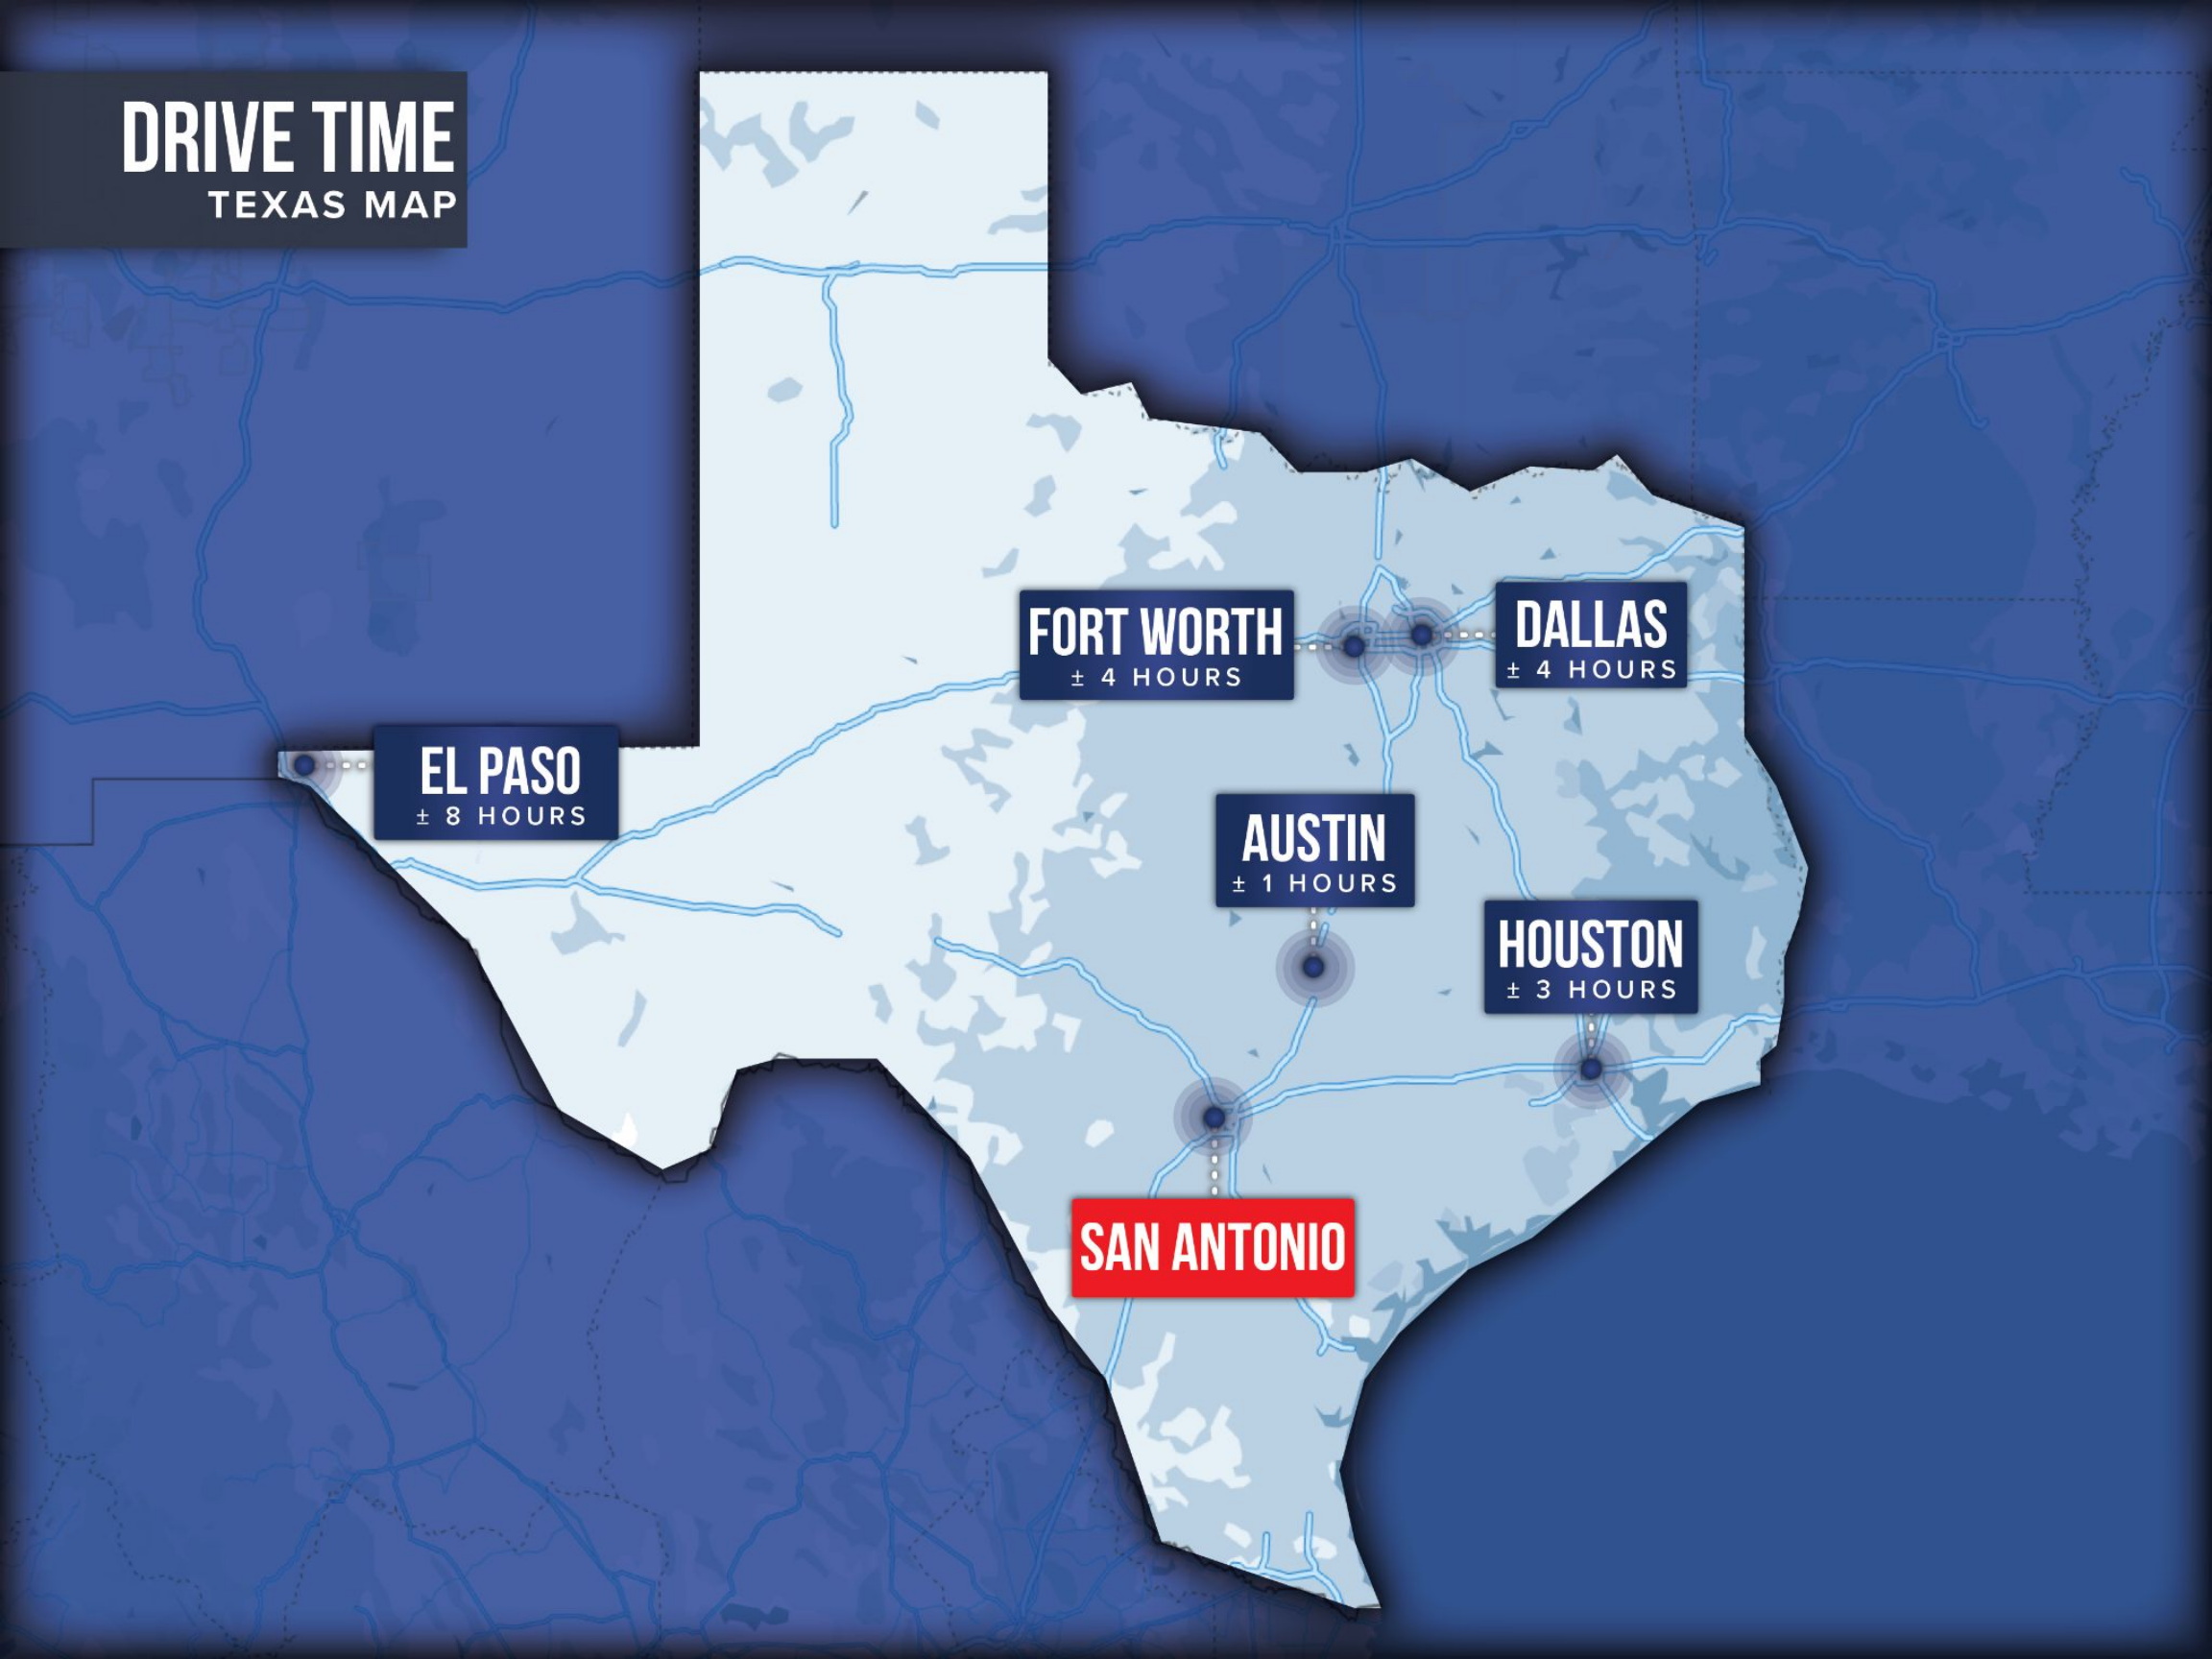 DRIVE TIME
TEXAS MAP
FORT WORTH
± 4 HOURS
DALLAS
± 4 HOURS
EL PASO
± 8 HOURS
AUSTIN
± 1 HOURS
HOUSTON
± 3 HOURS
SAN ANTONIO